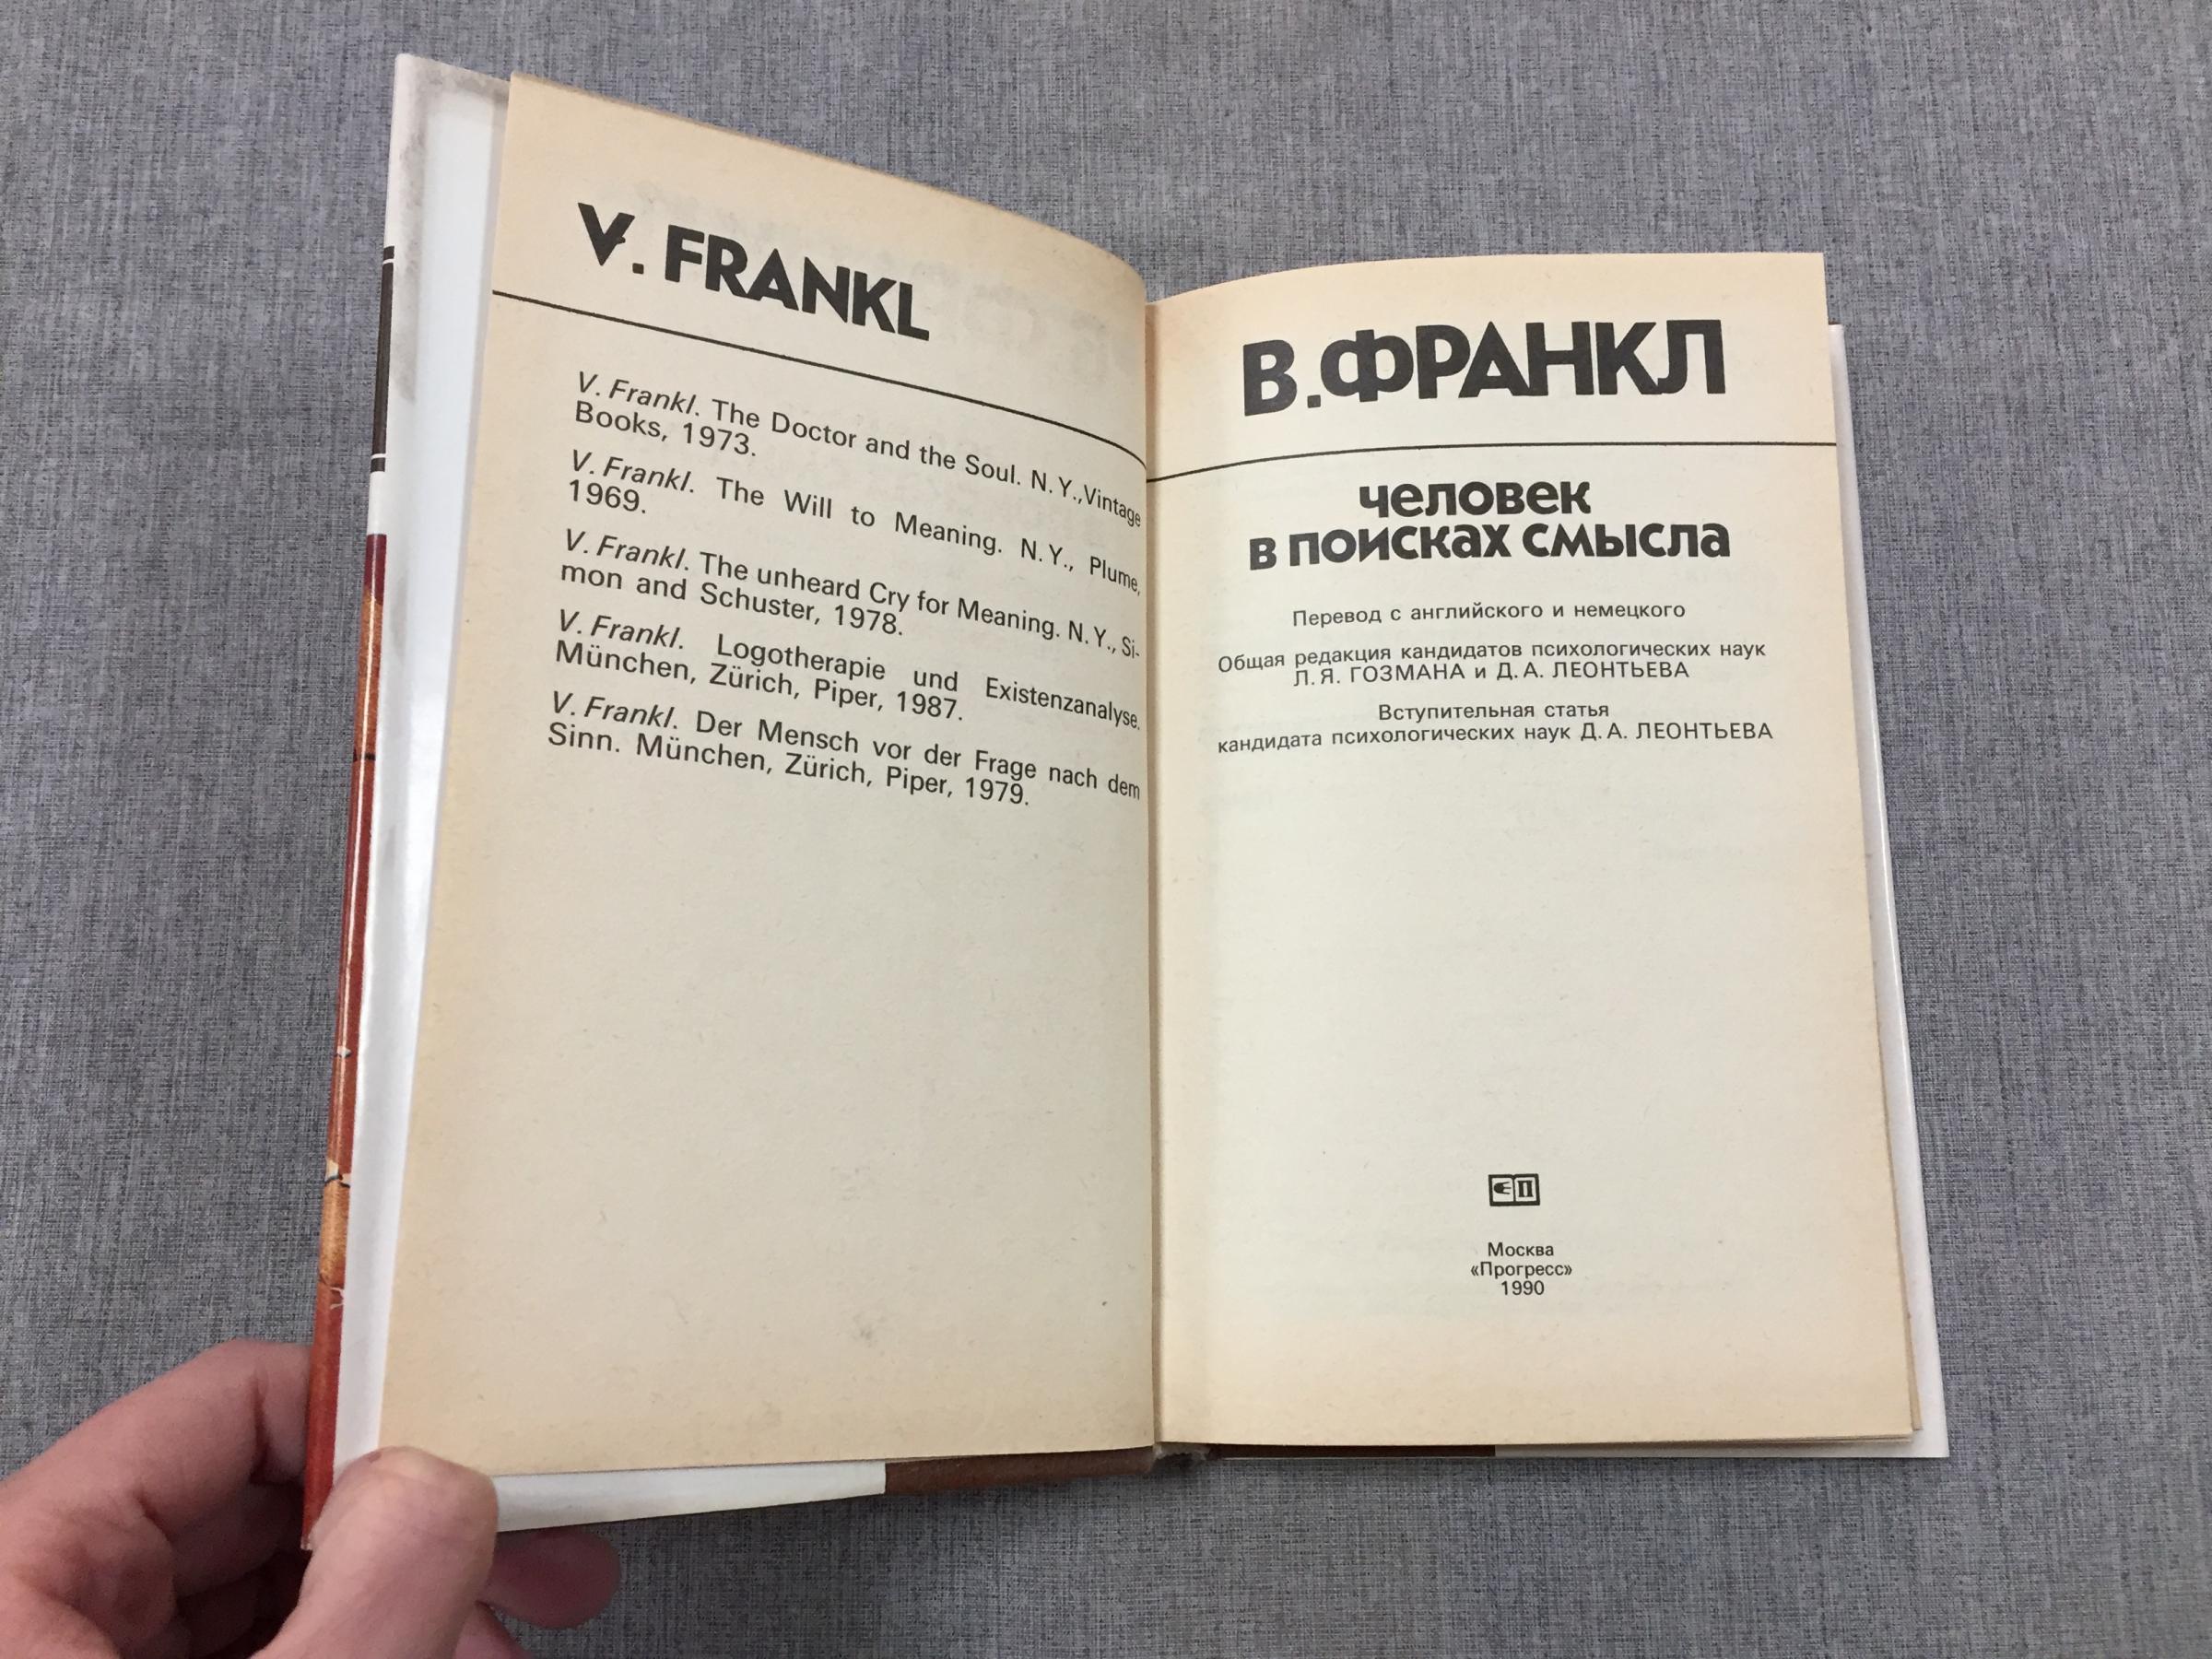 V. FRANKL
V. Frankl. The Doctor and the Soul. N. Y.,Vintage
Books, 1973.
V. Frankl. The Will to Meaning. N. Y., Plume,
1969.
V. Frankl. The unheard Cry for Meaning. N. Y., Si-
mon and Schuster, 1978.
V. Frankl. Logotherapie und Existenzanalyse.
München, Zürich, Piper, 1987.
V. Frankl. Der Mensch vor der Frage nach dem
Sinn. München, Zürich, Piper, 1979.
В.ФРАНКЛ
человек
в поисках смысла
Перевод с английского и немецкого
Общая редакция кандидатов психологических наук
Л. Я. ГОЗМАНА и Д. А. ЛЕОНТЬЕВА
Вступительная статья
кандидата психологических наук Д. А. ЛЕОНТЬЕВА
Москва
«Прогресс»
1990